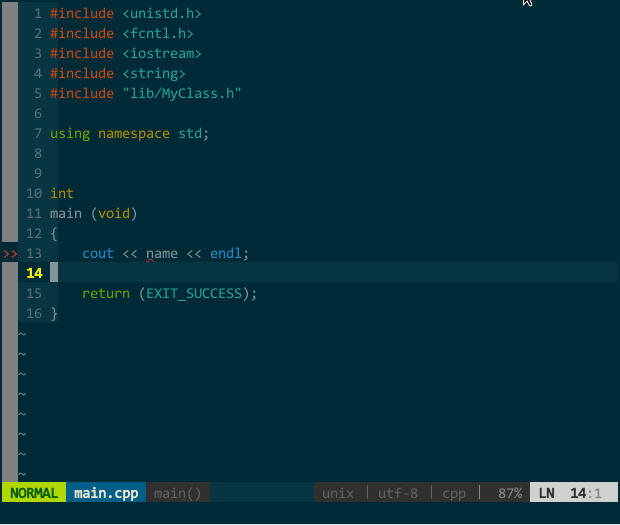 1 #include <unistd.h>
2 #include <fcntl.h>
3 #include <iostream>
4 #include <string>
5 #include "lib/MyClass.h"
6
7 using namespace std;
8
9
10 int
11 main (void)
12 {
>> 13     cout << name << endl;
14
15     return (EXIT_SUCCESS);
16 }
~
~
~
~
~
~
~
~
NORMAL main.cpp main() unix | utf-8 | cpp | 87% LN 14:1